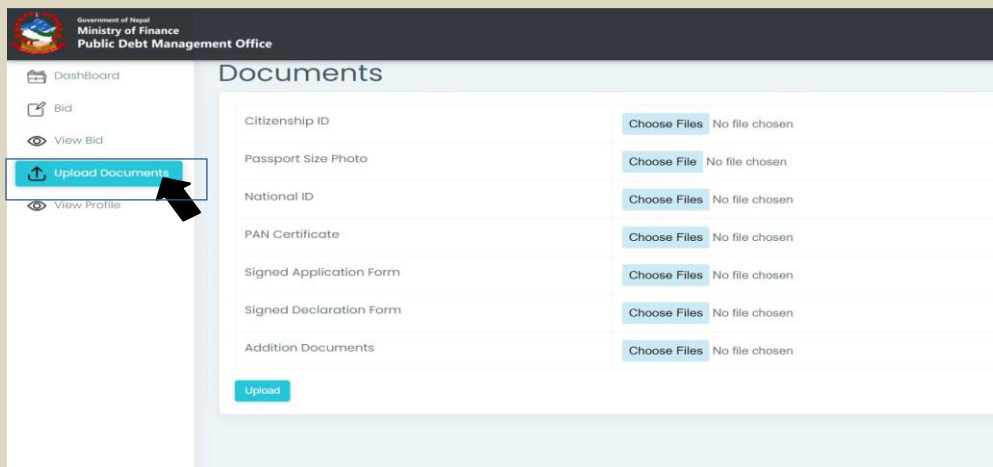 Government of Nepal
Ministry of Finance
Public Debt Management Office
DashBoard
Bid
View Bid
Upload Documents
View Profile
Documents
Citizenship ID Choose Files No file chosen
Passport Size Photo Choose File No file chosen
National ID Choose Files No file chosen
PAN Certificate Choose Files No file chosen
Signed Application Form Choose Files No file chosen
Signed Declaration Form Choose Files No file chosen
Addition Documents Choose Files No file chosen
Upload